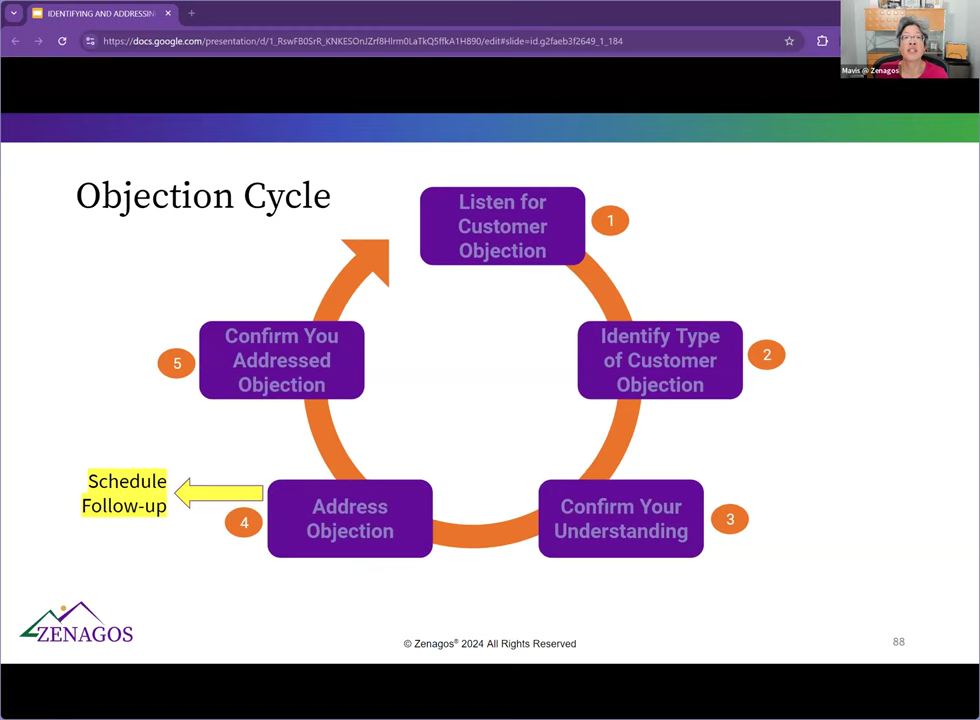 IDENTIFYING AND ADDRESSIN
https://docs.google.com/presentation/d/1_RswFB0SrR_KNKESOnJZrf8Hlrm0LaTkQ5ffkA1H890/edit#slide=id.g2faeb3f2649_1_184
Mavis @ Zenagos
Objection Cycle
Listen for
Customer
Objection
1
Identify Type
of Customer
Objection
2
Confirm Your
Understanding
3
Address
Objection
4
Schedule
Follow-up
Confirm You
Addressed
Objection
5
ZENAGOS
© Zenagos® 2024 All Rights Reserved
88